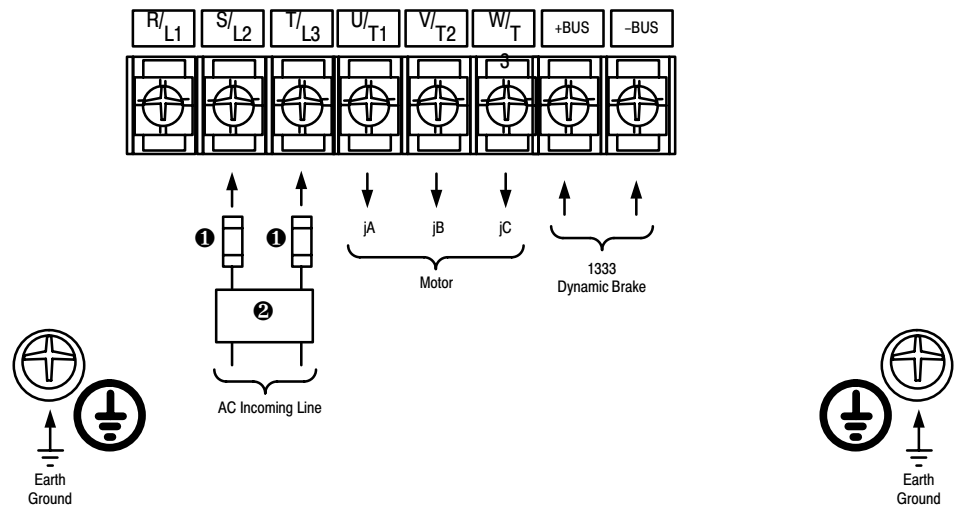 R/L1 S/L2 T/L3 U/T1 V/T2 W/T3 +BUS –BUS
❶ ❶ jA jB jC
Motor
1333
Dynamic Brake
❷
AC Incoming Line
Earth
Ground
Earth
Ground